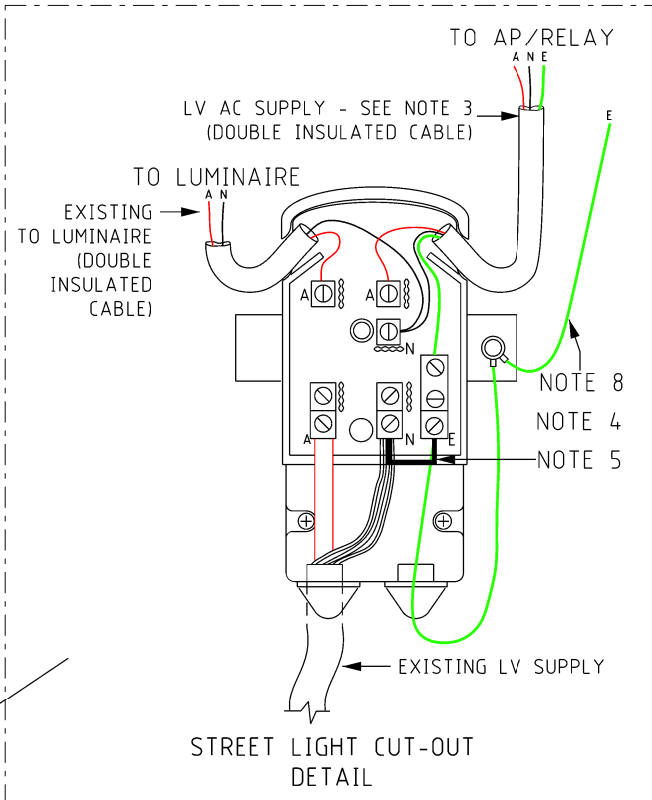 TO AP/RELAY
A N E
LV AC SUPPLY - SEE NOTE 3
(DOUBLE INSULATED CABLE)
E
TO LUMINAIRE
A N
EXISTING
TO LUMINAIRE
(DOUBLE
INSULATED
CABLE)
A
A
N
NOTE 8
NOTE 4
A
N
E
NOTE 5
EXISTING LV SUPPLY
STREET LIGHT CUT-OUT
DETAIL